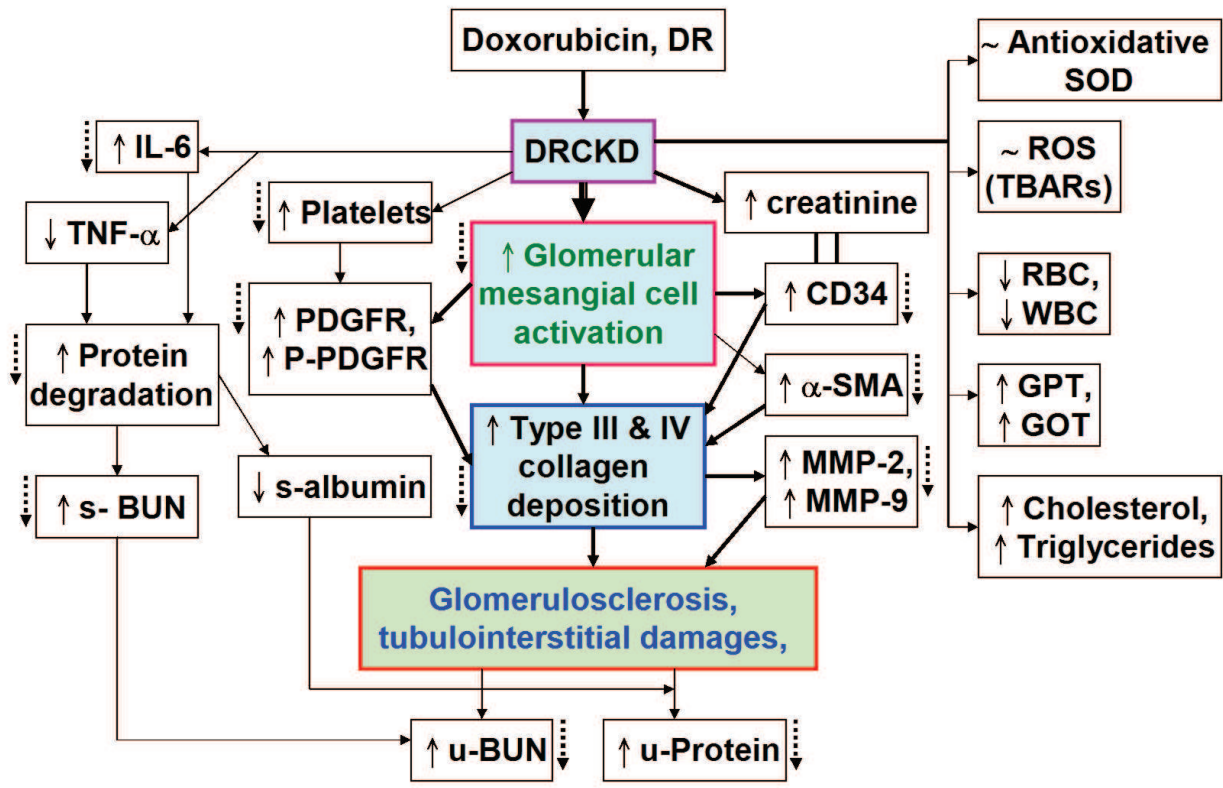 Doxorubicin, DR
~ Antioxidative
SOD
DRCKD
↑ IL-6
~ ROS
(TBARs)
↑ Platelets
↑ creatinine
↓ TNF-α
↑ Glomerular
mesangial cell
activation
↓ RBC,
↓ WBC
↑ CD34
↑ PDGFR,
↑ P-PDGFR
↑ Protein
degradation
↑ α-SMA
↑ GPT,
↑ GOT
↑ Type III & IV
collagen
deposition
↑ MMP-2,
↑ MMP-9
↓ s-albumin
↑ s- BUN
↑ Cholesterol,
↑ Triglycerides
Glomerulosclerosis,
tubulointerstitial damages,
↑ u-BUN
↑ u-Protein